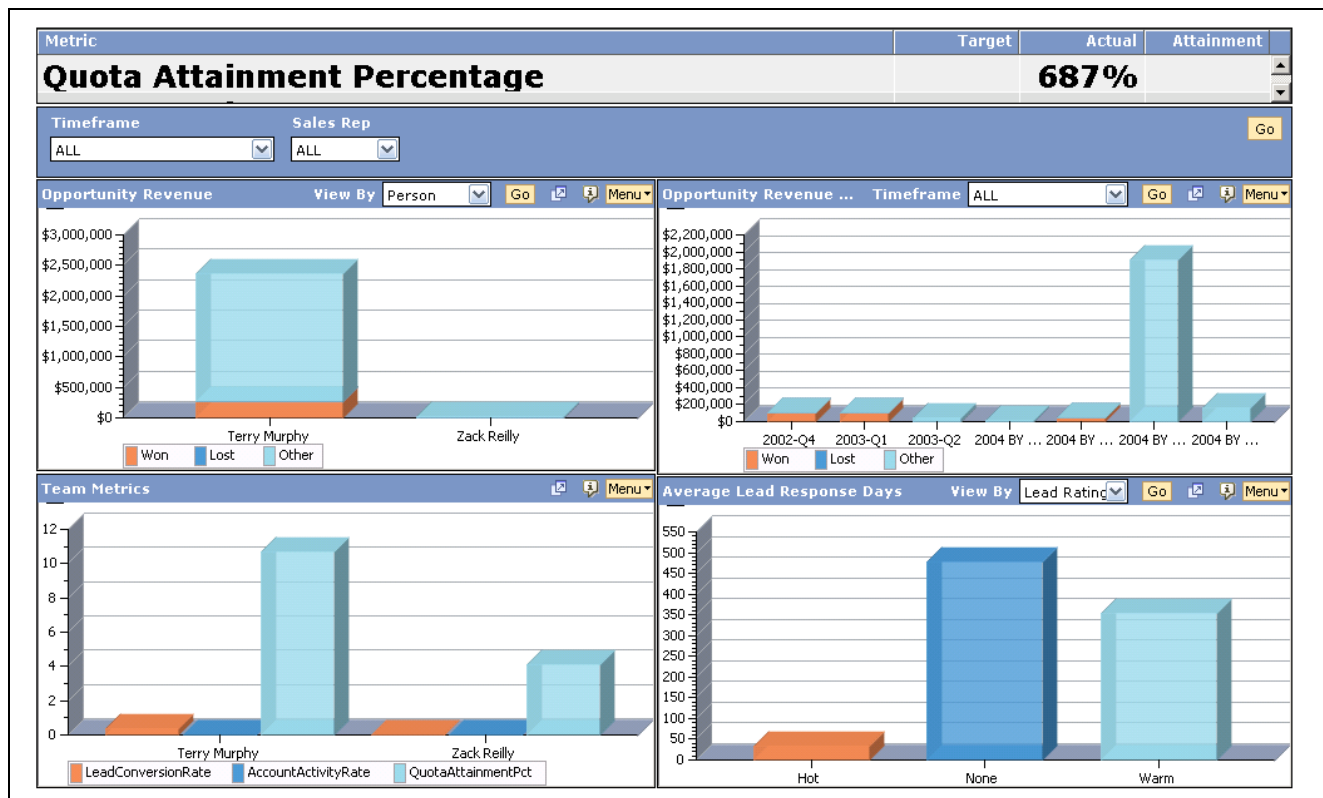 Metric Target Actual Attainment
Quota Attainment Percentage 687%
Timeframe Sales Rep
ALL ALL Go
Opportunity Revenue View By Person Go Menu
$3,000,000
$2,500,000
$2,000,000
$1,500,000
$1,000,000
$500,000
$0
Terry Murphy Zack Reilly
Won Lost Other
Opportunity Revenue ... Timeframe ALL Go Menu
$2,200,000
$2,000,000
$1,800,000
$1,600,000
$1,400,000
$1,200,000
$1,000,000
$800,000
$600,000
$400,000
$200,000
$0
2002-Q4 2003-Q1 2003-Q2 2004 BY ... 2004 BY ... 2004 BY ... 2004 BY ...
Won Lost Other
Team Metrics Menu
12
10
8
6
4
2
0
Terry Murphy Zack Reilly
LeadConversionRate AccountActivityRate QuotaAttainmentPct
Average Lead Response Days View By Lead Rating Go Menu
550
500
450
400
350
300
250
200
150
100
50
0
Hot None Warm